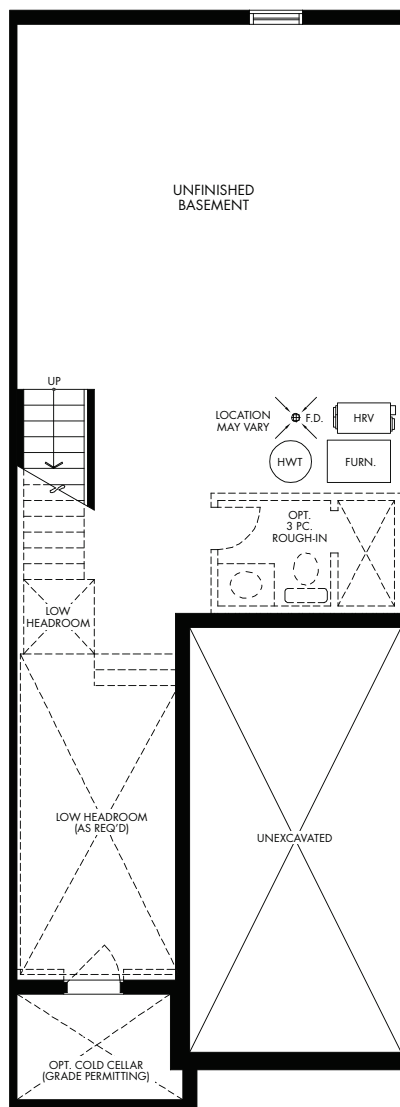 UNFINISHED
BASEMENT
UP
LOCATION
MAY VARY
F.D.
HRV
HWT
FURN.
OPT.
3 PC.
ROUGH-IN
LOW
HEADROOM
LOW HEADROOM
(AS REQ'D)
UNEXCAVATED
OPT. COLD CELLAR
(GRADE PERMITTING)